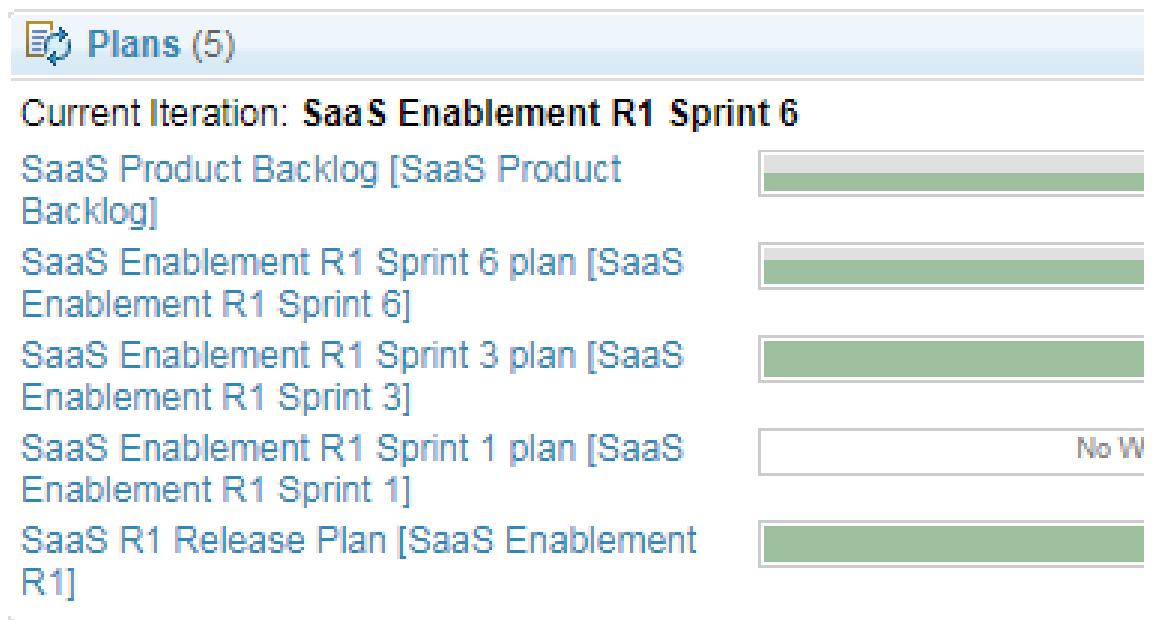 Plans (5)
Current Iteration: SaaS Enablement R1 Sprint 6
SaaS Product Backlog [SaaS Product
Backlog]
SaaS Enablement R1 Sprint 6 plan [SaaS
Enablement R1 Sprint 6]
SaaS Enablement R1 Sprint 3 plan [SaaS
Enablement R1 Sprint 3]
SaaS Enablement R1 Sprint 1 plan [SaaS
Enablement R1 Sprint 1]
No W
SaaS R1 Release Plan [SaaS Enablement
R1]